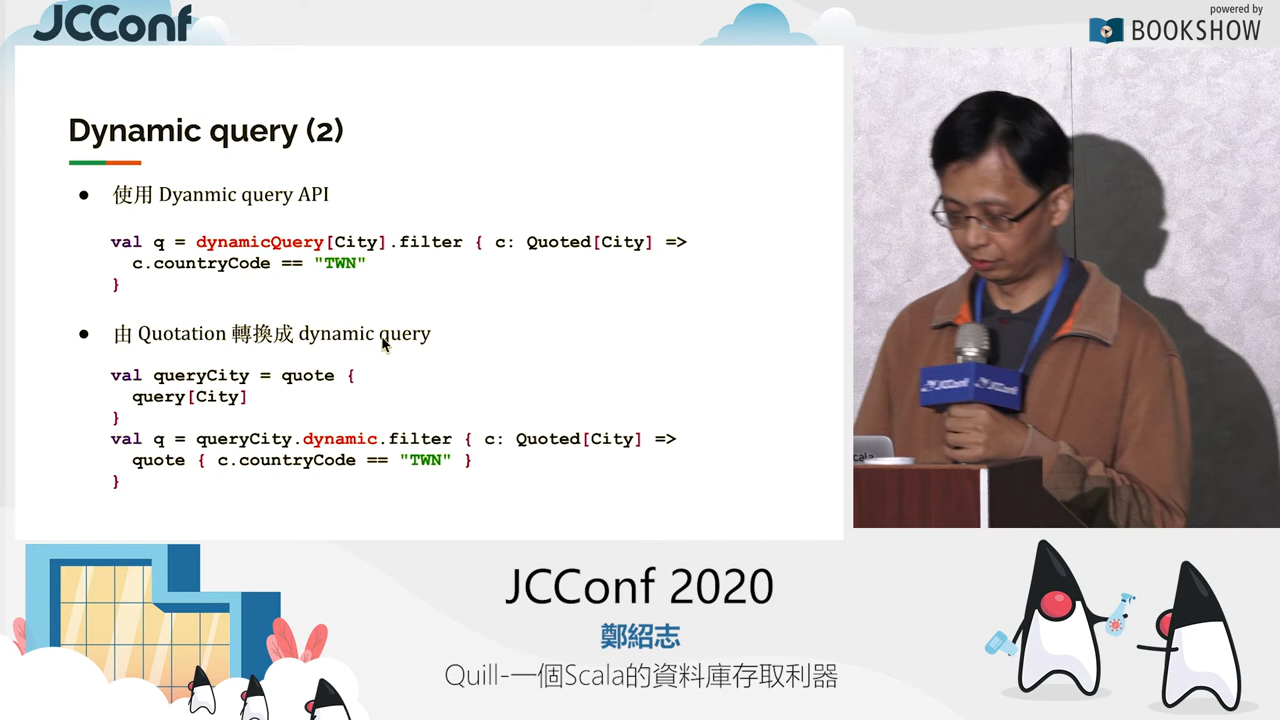 JCConf
powered by
BOOKSHOW
Dynamic query (2)
● 使用 Dyanmic query API
val q = dynamicQuery[City].filter { c: Quoted[City] =>
c.countryCode == "TWN"
}
● 由 Quotation 轉換成 dynamic query
val queryCity = quote {
query[City]
}
val q = queryCity.dynamic.filter { c: Quoted[City] =>
quote { c.countryCode == "TWN" }
}
JCConf
JCConf
cala
JCConf 2020
鄭紹志
Quill-一個Scala的資料庫存取利器